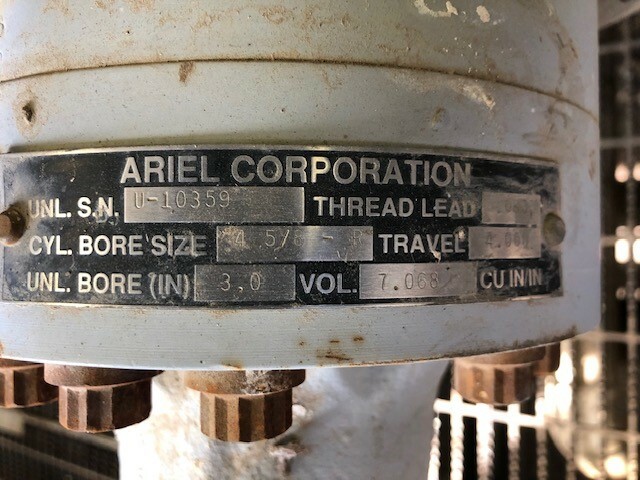 ARIEL CORPORATION
UNL. S.N. U-10359 THREAD LEAD
CYL. BORE SIZE TRAVEL
UNL. BORE (IN) 3.0 VOL. 7.068 CU IN/IN